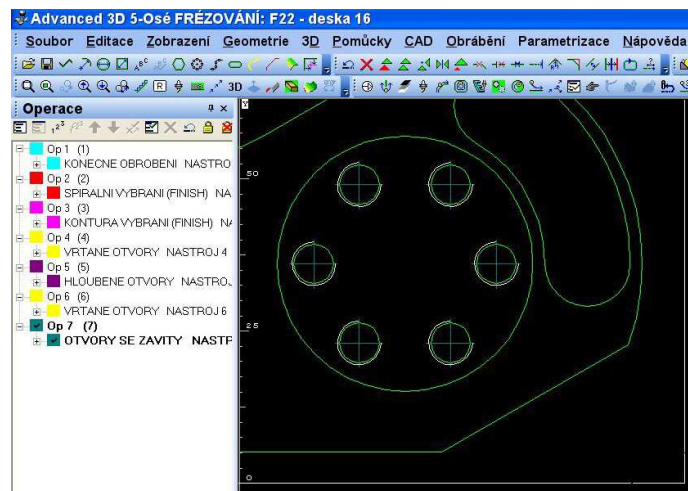 Advanced 3D 5-Osé FRÉZOVÁNÍ: F22 - deska 16
Soubor Editace Zobrazení Geometrie 3D Pomůcky CAD Obrábění Parametrizace Nápověda
3D
Operace
Y
Op 1 (1)
KONECNE OBROBENI NASTRO
50
Op 2 (2)
SPIRALNI VYBRANI (FINISH) NA
Op 3 (3)
KONTURA VYBRANI (FINISH) NA
Op 4 (4)
VRTANE OTVORY NASTROJ 4
Op 5 (5)
HLOUBENE OTVORY NASTROJ
Op 6 (6)
VRTANE OTVORY NASTROJ 6
Op 7 (7)
25
OTVORY SE ZAVITY NASTR
0